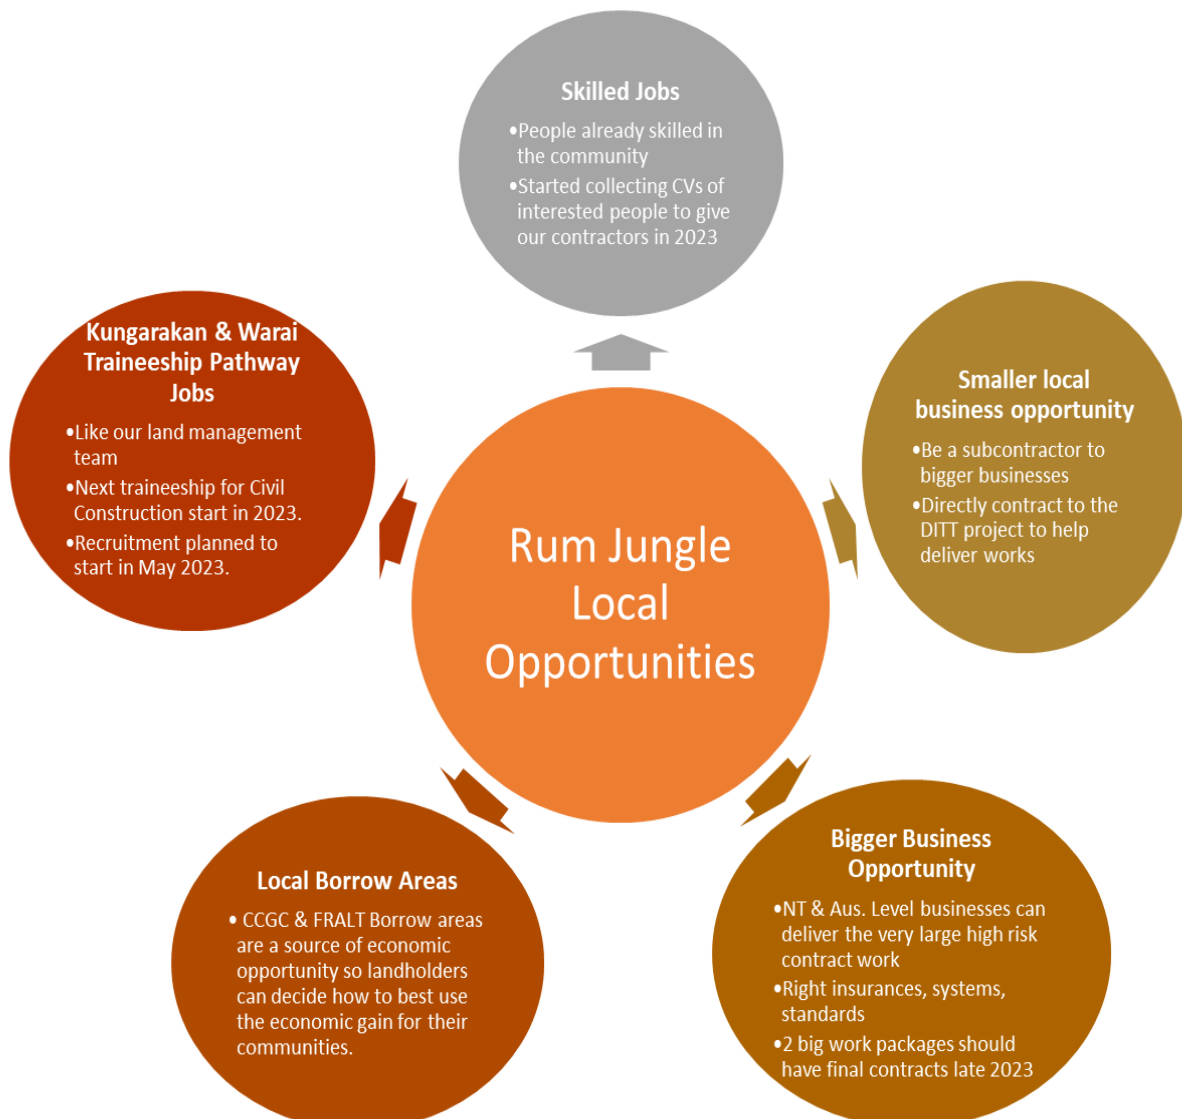 Skilled Jobs
•People already skilled in
the community
•Started collecting CVs of
interested people to give
our contractors in 2023
Kungarakan & Warai
Traineeship Pathway
Jobs
•Like our land management
team
•Next traineeship for Civil
Construction start in 2023.
•Recruitment planned to
start in May 2023.
Smaller local
business opportunity
•Be a subcontractor to
bigger businesses
•Directly contract to the
DITT project to help
deliver works
Rum Jungle
Local
Opportunities
Local Borrow Areas
• CCGC & FRALT Borrow areas
are a source of economic
opportunity so landholders
can decide how to best use
the economic gain for their
communities.
Bigger Business
Opportunity
•NT & Aus. Level businesses can
deliver the very large high risk
contract work
•Right insurances, systems,
standards
•2 big work packages should
have final contracts late 2023